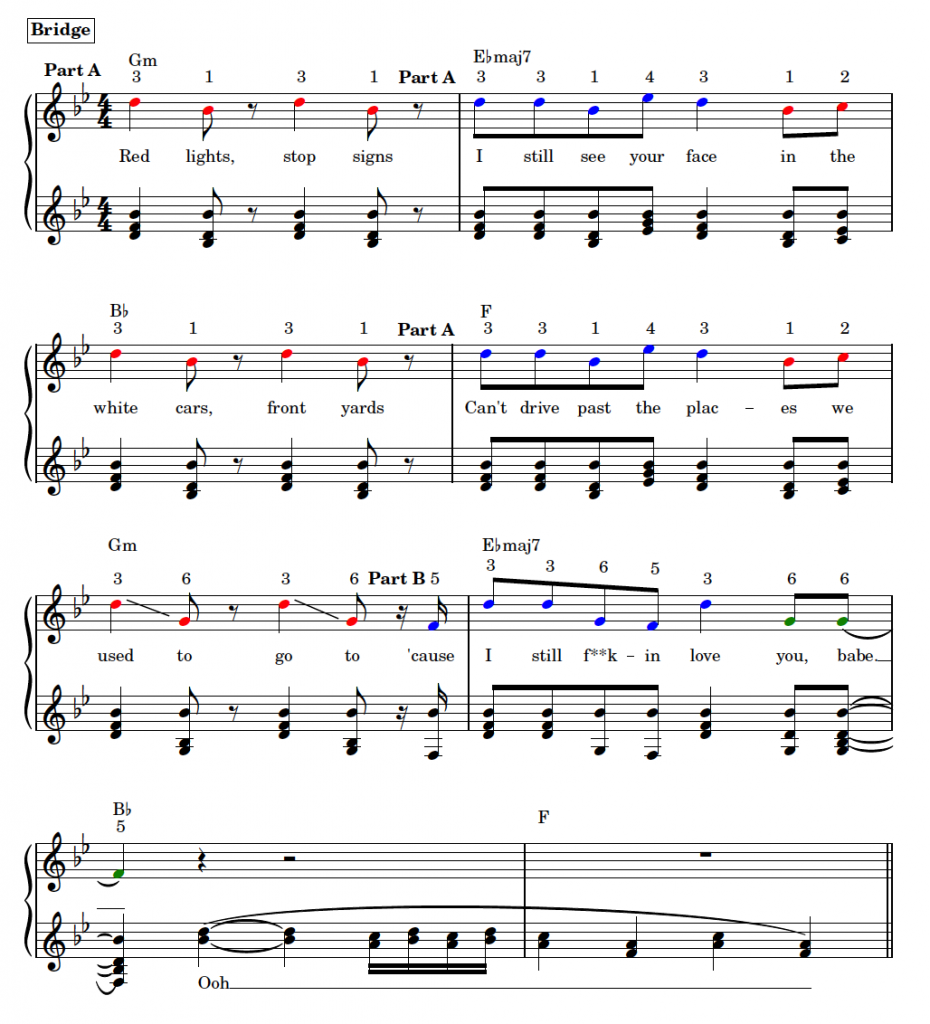 Bridge
Part A Gm Part A E♭maj7
3 1 3 1 3 3 1 4 3 1 2
4/4
Red lights, stop signs I still see your face in the
4/4
B♭ Part A F
3 1 3 1 3 3 1 4 3 1 2
white cars, front yards Can't drive past the plac – es we
Gm E♭maj7
3 6 3 6 Part B 5 3 3 6 5 3 6 6
used to go to 'cause I still f**k – in love you, babe.
B♭ F
5
Ooh